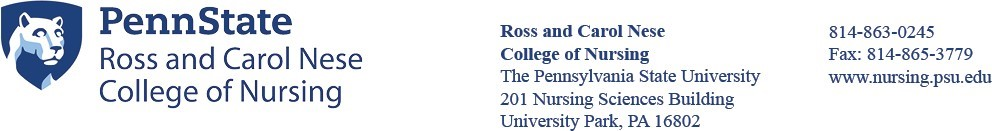 PennState
Ross and Carol Nese
College of Nursing
Ross and Carol Nese
College of Nursing
The Pennsylvania State University
201 Nursing Sciences Building
University Park, PA 16802
814-863-0245
Fax: 814-865-3779
www.nursing.psu.edu